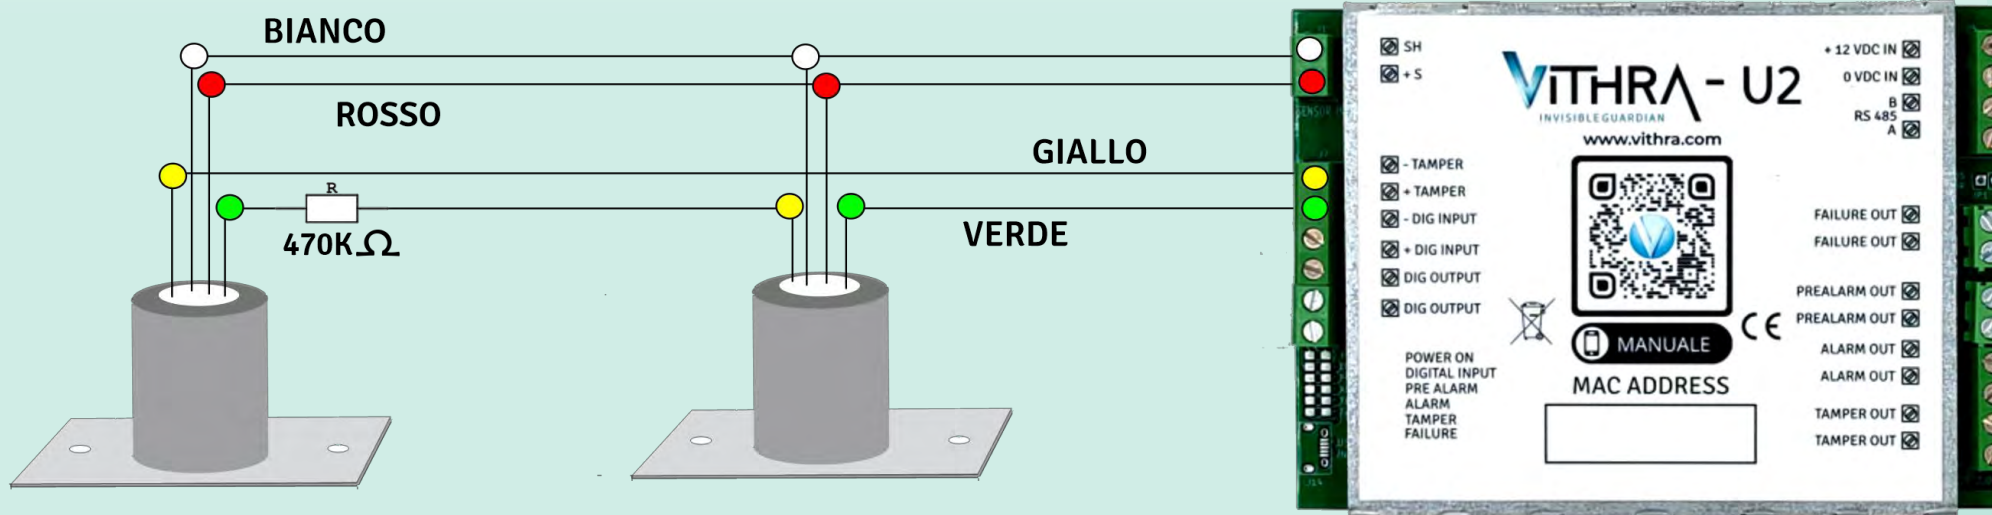 BIANCO
ROSSO
GIALLO
R
470K Ω
VERDE
SH
+ S
- TAMPER
+ TAMPER
- DIG INPUT
+ DIG INPUT
DIG OUTPUT
DIG OUTPUT
POWER ON
DIGITAL INPUT
PRE ALARM
ALARM
TAMPER
FAILURE
ViTHRA - U2
INVISIBLEGUARDIAN
www.vithra.com
MANUALE
CE
MAC ADDRESS
+ 12 VDC IN
0 VDC IN
B
RS 485
A
FAILURE OUT
FAILURE OUT
PREALARM OUT
PREALARM OUT
ALARM OUT
ALARM OUT
TAMPER OUT
TAMPER OUT
J14